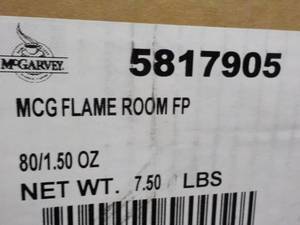 McGARVEY.
5817905
MCG FLAME ROOM FP
80/1.50 OZ
NET WT. 7.50 LBS